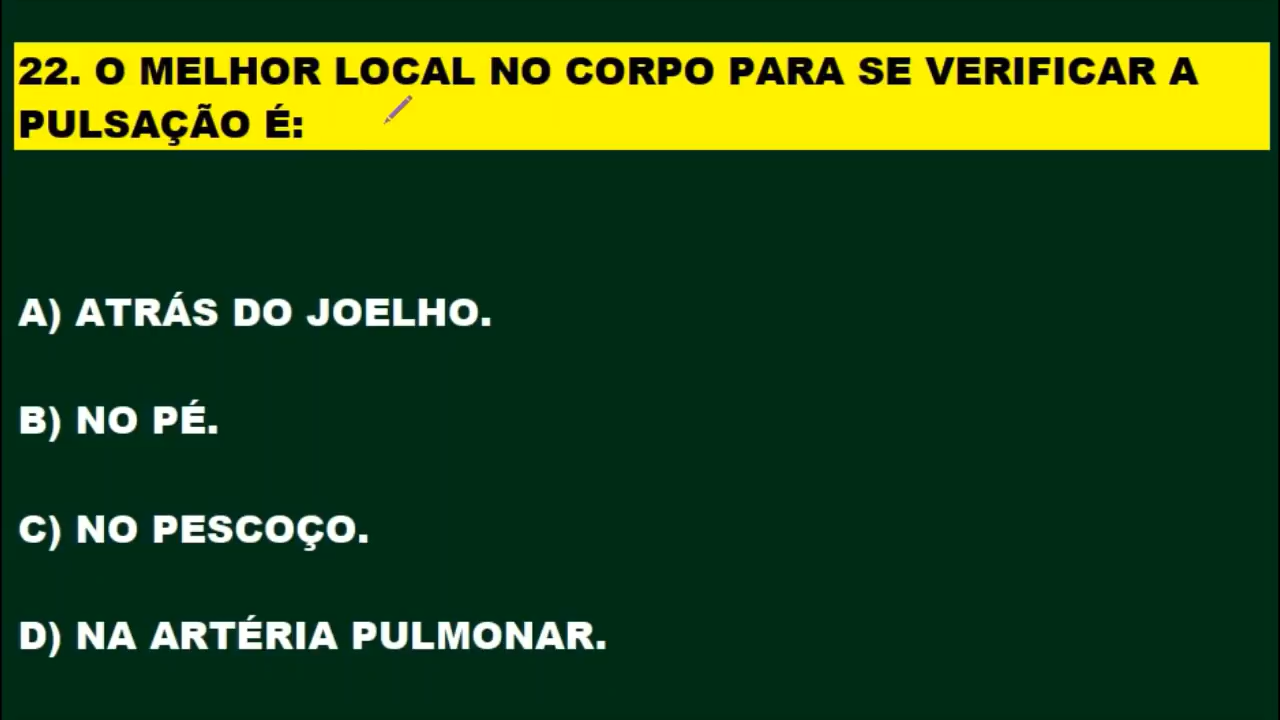 22. O MELHOR LOCAL NO CORPO PARA SE VERIFICAR A
PULSAÇÃO É:
A) ATRÁS DO JOELHO.
B) NO PÉ.
C) NO PESCOÇO.
D) NA ARTÉRIA PULMONAR.